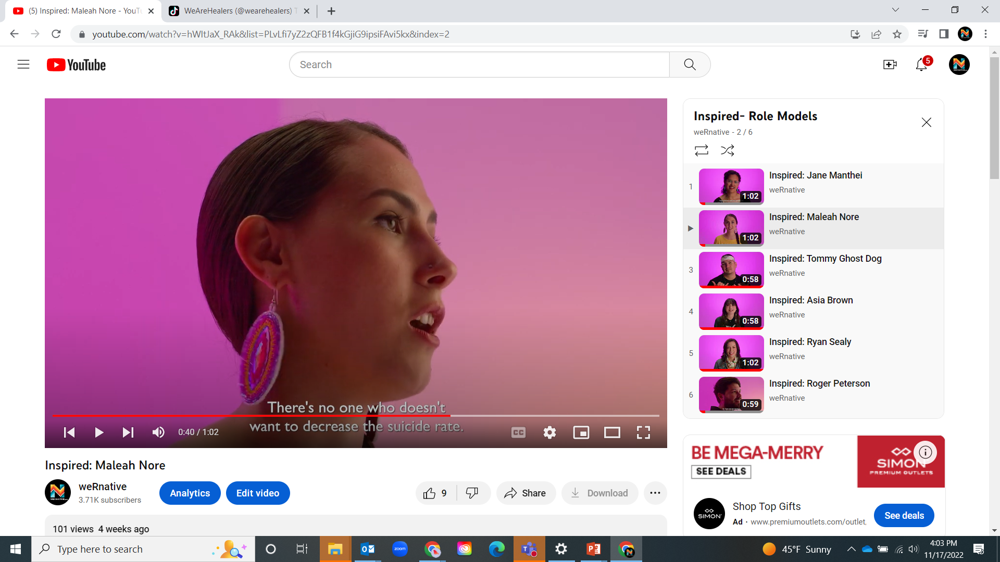 (5) Inspired: Maleah Nore - YouT
WeAreHealers (@wearehealers) T
youtube.com/watch?v=hWltJaX_RAk&list=PLvLfi7yZ2zQFB1f4kGjiG9ipsiFAvi5kx&index=2
YouTube
Search
5
There's no one who doesn't
want to decrease the suicide rate.
0:40 / 1:02
CC
Inspired: Maleah Nore
weRnative
3.71K subscribers
Analytics
Edit video
9
Share
Download
101 views 4 weeks ago
Inspired- Role Models
weRnative - 2 / 6
1
1:02
Inspired: Jane Manthei
weRnative
1:02
Inspired: Maleah Nore
weRnative
3
0:58
Inspired: Tommy Ghost Dog
weRnative
4
0:58
Inspired: Asia Brown
weRnative
5
1:02
Inspired: Ryan Sealy
weRnative
6
0:59
Inspired: Roger Peterson
weRnative
BE MEGA-MERRY
SEE DEALS
SIMON
PREMIUM OUTLETS
SIMON
Shop Top Gifts
Ad · www.premiumoutlets.com/outlet,
See deals
Type here to search
zoom
45°F Sunny
4:03 PM
11/17/2022